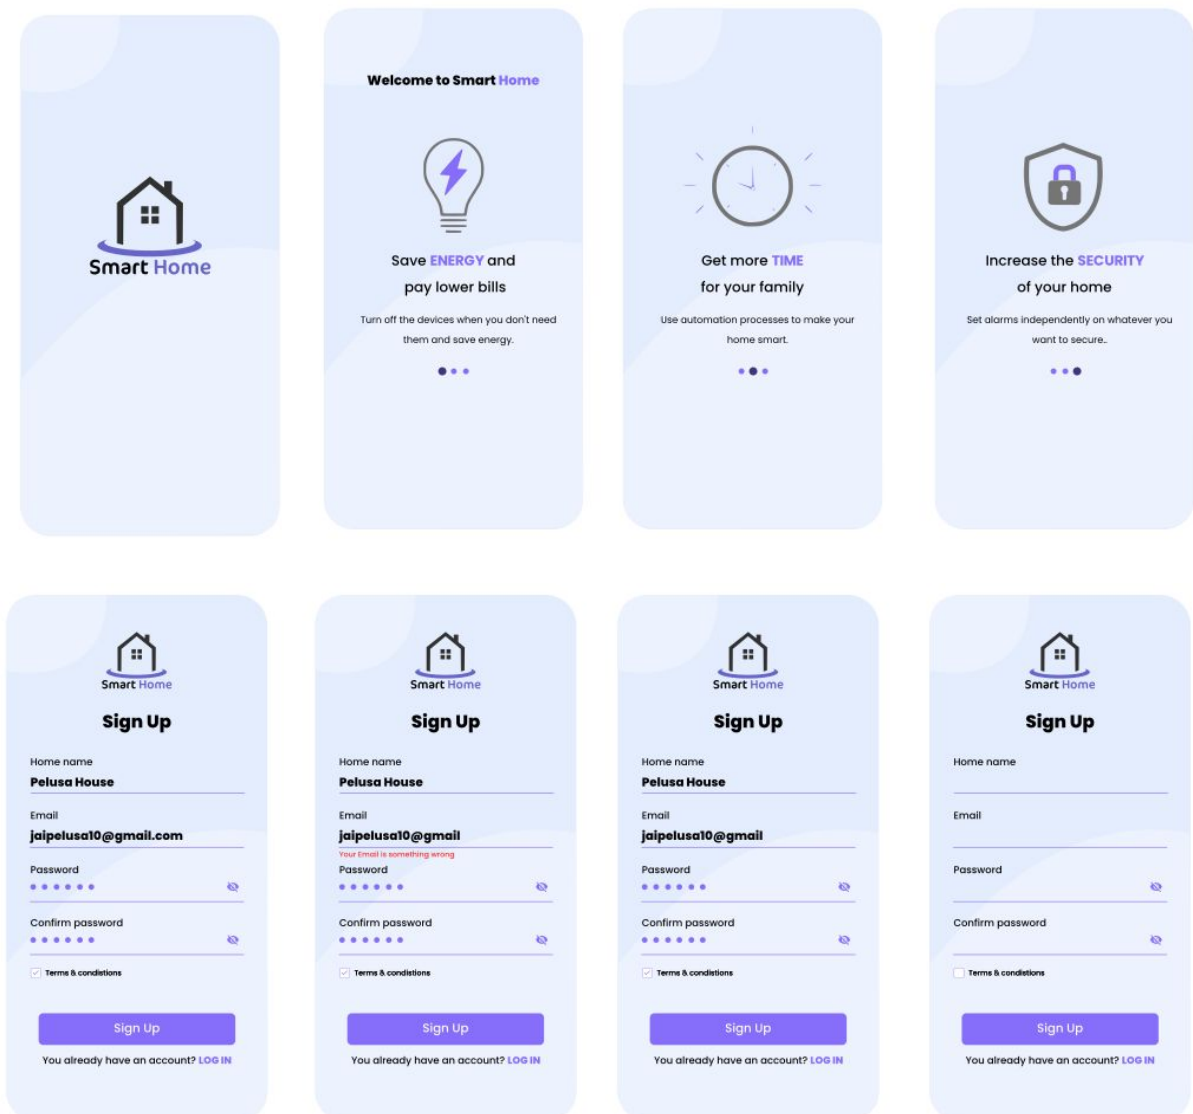 Smart Home
Welcome to Smart Home
Save ENERGY and
pay lower bills
Turn off the devices when you don't need
them and save energy.
Get more TIME
for your family
Use automation processes to make your
home smart.
Increase the SECURITY
of your home
Set alarms independently on whatever you
want to secure..
Smart Home
Sign Up
Home name
Pelusa House
Email
jaipelusa10@gmail.com
Password
Confirm password
Terms & condistions
Sign Up
You already have an account? LOG IN
Smart Home
Sign Up
Home name
Pelusa House
Email
jaipelusa10@gmail
Your Email is something wrong
Password
Confirm password
Terms & condistions
Sign Up
You already have an account? LOG IN
Smart Home
Sign Up
Home name
Pelusa House
Email
jaipelusa10@gmail
Password
Confirm password
Terms & condistions
Sign Up
You already have an account? LOG IN
Smart Home
Sign Up
Home name
Email
Password
Confirm password
Terms & condistions
Sign Up
You already have an account? LOG IN